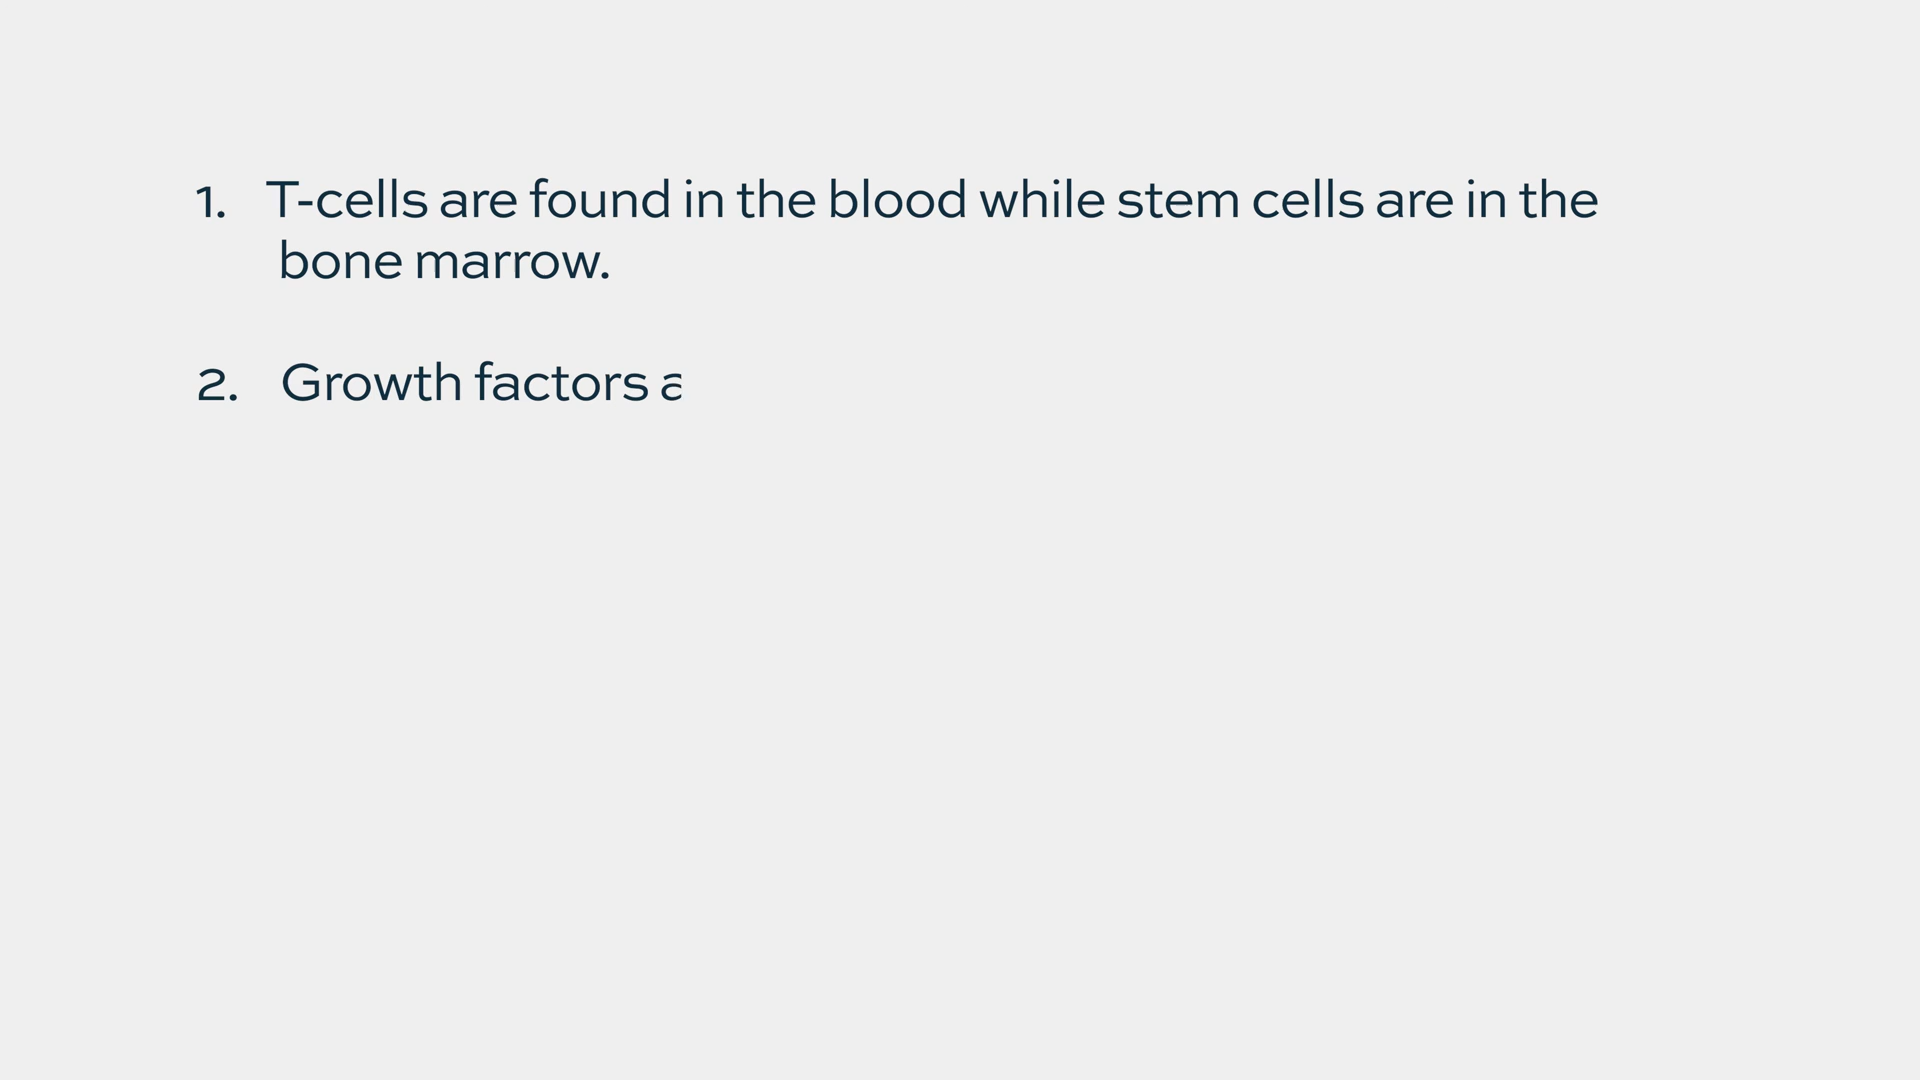 1. T-cells are found in the blood while stem cells are in the
bone marrow.
2. Growth factors